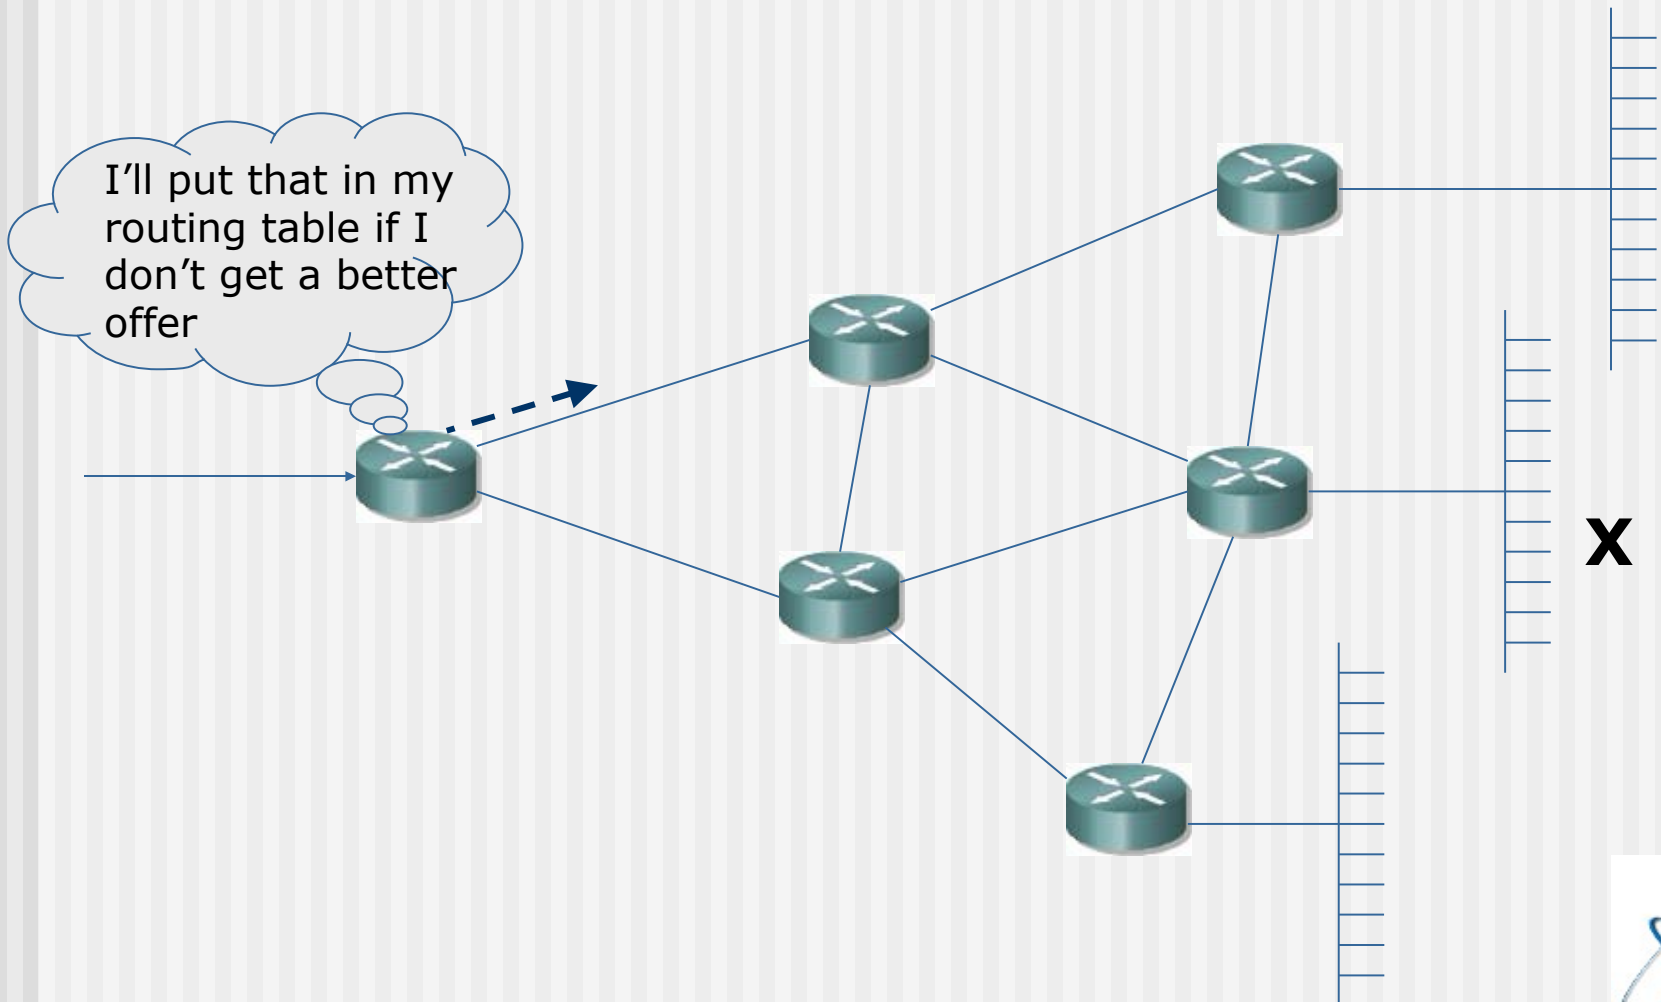 I’ll put that in my
routing table if I
don’t get a better
offer
X